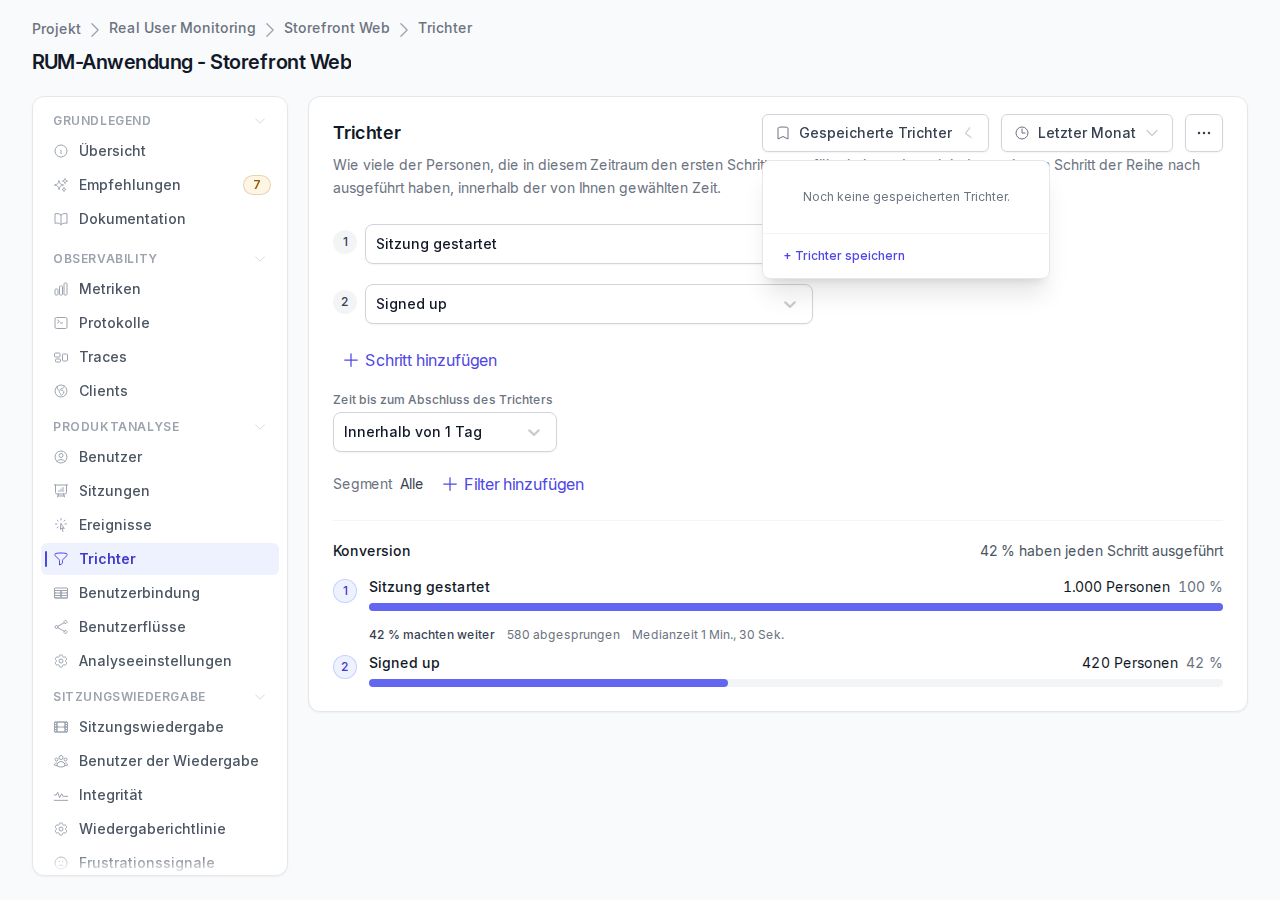 Projekt
Real User Monitoring
Storefront Web
Trichter
RUM-Anwendung - Storefront Web
GRUNDLEGEND
Übersicht
Empfehlungen
7
Dokumentation
OBSERVABILITY
Metriken
Protokolle
Traces
Clients
PRODUKTANALYSE
Benutzer
Sitzungen
Ereignisse
Trichter
Benutzerbindung
Benutzerflüsse
Analyseeinstellungen
SITZUNGSWIEDERGABE
Sitzungswiedergabe
Benutzer der Wiedergabe
Integrität
Wiedergaberichtlinie
Frustrationssignale
Trichter
Gespeicherte Trichter
Letzter Monat
Wie viele der Personen, die in diesem Zeitraum den ersten Schritt Schritt der Reihe nach
ausgeführt haben, innerhalb der von Ihnen gewählten Zeit.
Noch keine gespeicherten Trichter.
+ Trichter speichern
1
Sitzung gestartet
2
Signed up
Schritt hinzufügen
Zeit bis zum Abschluss des Trichters
Innerhalb von 1 Tag
Segment Alle
Filter hinzufügen
Konversion
42 % haben jeden Schritt ausgeführt
1
Sitzung gestartet
1.000 Personen 100 %
42 % machten weiter 580 abgesprungen Medianzeit 1 Min., 30 Sek.
2
Signed up
420 Personen 42 %